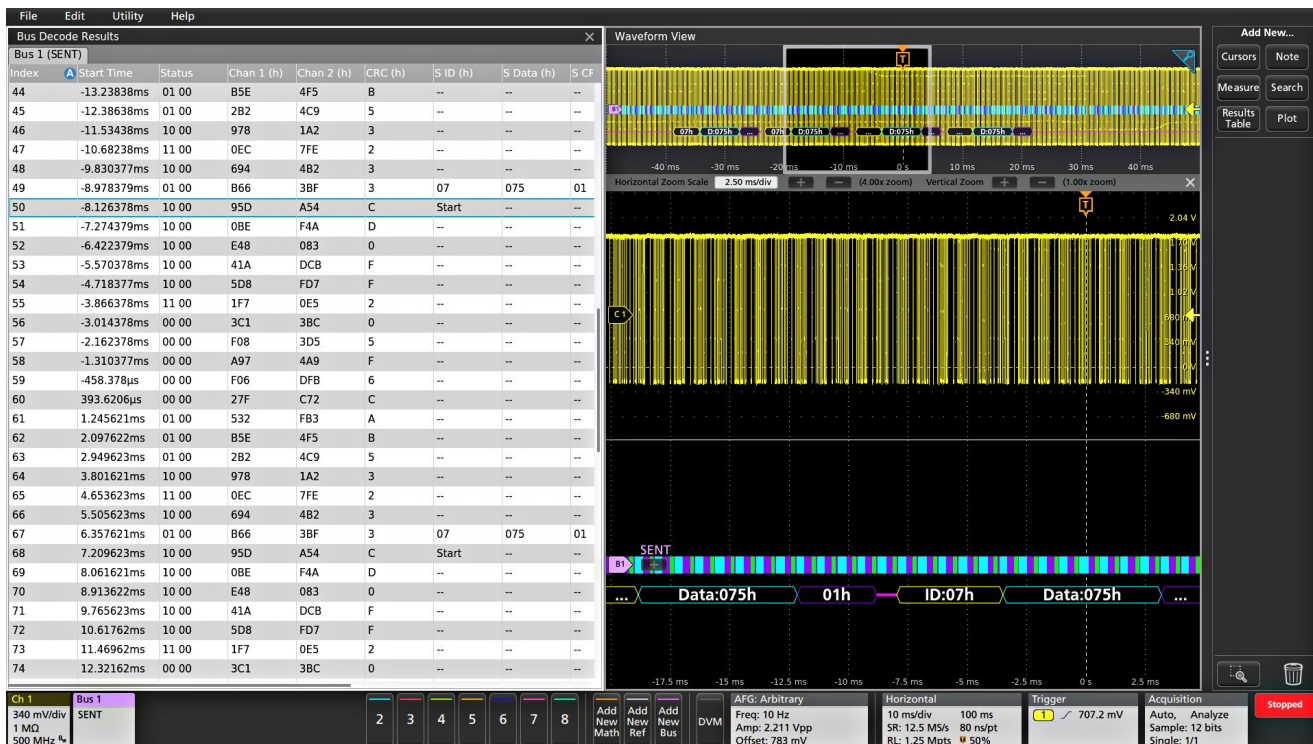 File Edit Utility Help
Bus Decode Results
Bus 1 (SENT)
Index A Start Time Status Chan 1 (h) Chan 2 (h) CRC (h) S ID (h) S Data (h) S CF
44 -13.23838ms 01 00 B5E 4F5 B -- -- --
45 -12.38638ms 01 00 2B2 4C9 5 -- -- --
46 -11.53438ms 10 00 978 1A2 3 -- -- --
47 -10.68238ms 11 00 0EC 7FE 2 -- -- --
48 -9.830377ms 10 00 694 4B2 3 -- -- --
49 -8.978379ms 01 00 B66 3BF 3 07 075 01
50 -8.126378ms 10 00 95D A54 C Start -- --
51 -7.274379ms 10 00 0BE F4A D -- -- --
52 -6.422379ms 10 00 E48 083 0 -- -- --
53 -5.570378ms 10 00 41A DCB F -- -- --
54 -4.718377ms 10 00 5D8 FD7 F -- -- --
55 -3.866378ms 11 00 1F7 0E5 2 -- -- --
56 -3.014378ms 00 00 3C1 3BC 0 -- -- --
57 -2.162378ms 00 00 F08 3D5 5 -- -- --
58 -1.310377ms 00 00 A97 4A9 F -- -- --
59 -458.378µs 00 00 F06 DFB 6 -- -- --
60 393.6206µs 00 00 27F C72 C -- -- --
61 1.245621ms 01 00 532 FB3 A -- -- --
62 2.097622ms 01 00 B5E 4F5 B -- -- --
63 2.949623ms 01 00 2B2 4C9 5 -- -- --
64 3.801621ms 10 00 978 1A2 3 -- -- --
65 4.653623ms 11 00 0EC 7FE 2 -- -- --
66 5.505623ms 10 00 694 4B2 3 -- -- --
67 6.357621ms 01 00 B66 3BF 3 07 075 01
68 7.209623ms 10 00 95D A54 C Start -- --
69 8.061621ms 10 00 0BE F4A D -- -- --
70 8.913622ms 10 00 E48 083 0 -- -- --
71 9.765623ms 10 00 41A DCB F -- -- --
72 10.61762ms 10 00 5D8 FD7 F -- -- --
73 11.46962ms 11 00 1F7 0E5 2 -- -- --
74 12.32162ms 00 00 3C1 3BC 0 -- -- --
Waveform View
T
B1
07h D:075h ... 07h D:075h ... ... D:075h ... ... D:075h ...
-40 ms -30 ms -20 ms -10 ms 0 s 10 ms 20 ms 30 ms 40 ms
Horizontal Zoom Scale 2.50 ms/div (4.00x zoom) Vertical Zoom (1.00x zoom)
T
2.04 V
1.70 V
1.36 V
1.02 V
C1
680 mV
340 mV
0 V
-340 mV
-680 mV
SENT
B1
... Data:075h 01h ID:07h Data:075h ...
-17.5 ms -15 ms -12.5 ms -10 ms -7.5 ms -5 ms -2.5 ms 0 s 2.5 ms
Add New...
Cursors Note
Measure Search
Results Table Plot
Ch 1
340 mV/div
1 MΩ
500 MHz Bw
Bus 1
SENT
2 3 4 5 6 7 8
Add New Math
Add New Ref
Add New Bus
DVM
AFG: Arbitrary
Freq: 10 Hz
Amp: 2.211 Vpp
Offset: 783 mV
Horizontal
10 ms/div 100 ms
SR: 12.5 MS/s 80 ns/pt
RL: 1.25 Mpts 50%
Trigger
1 707.2 mV
Acquisition
Auto, Analyze
Sample: 12 bits
Single: 1/1
Stopped